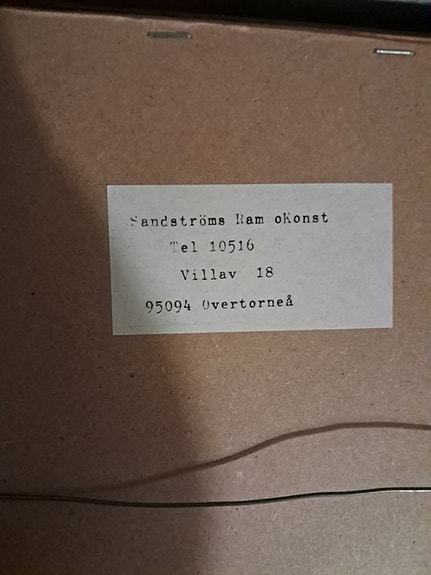 Sandströms Ram oKonst
Tel 10516
Villav 18
95094 Övertorneå